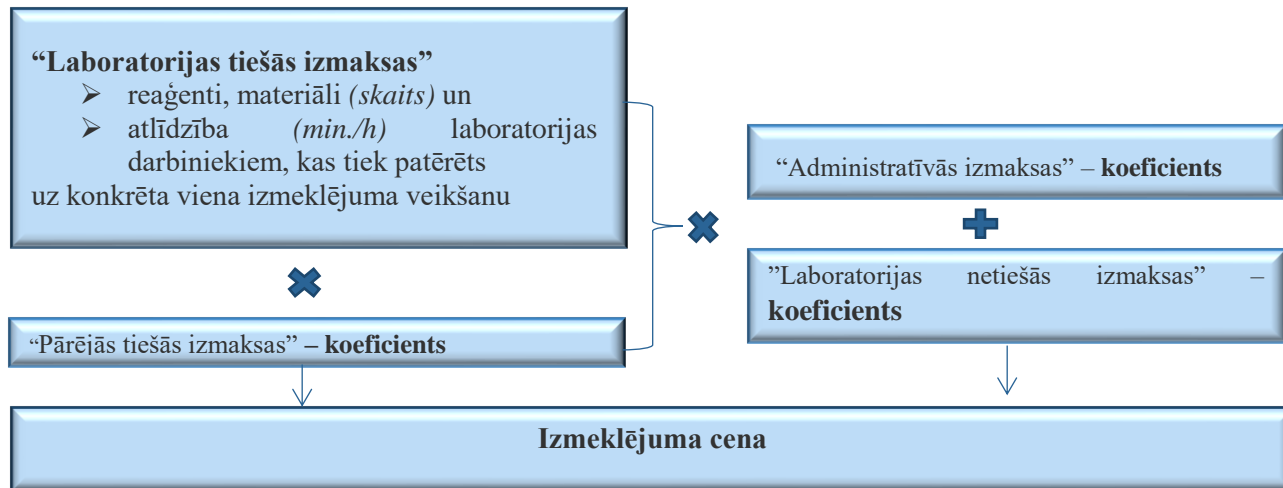 “Laboratorijas tiešās izmaksas”
➢ reaģenti, materiāli (skaits) un
➢ atlīdzība (min./h) laboratorijas
darbiniekiem, kas tiek patērēts
uz konkrēta viena izmeklējuma veikšanu
“Pārējās tiešās izmaksas” – koeficients
“Administratīvās izmaksas” – koeficients
”Laboratorijas netiešās izmaksas” –
koeficients
Izmeklējuma cena